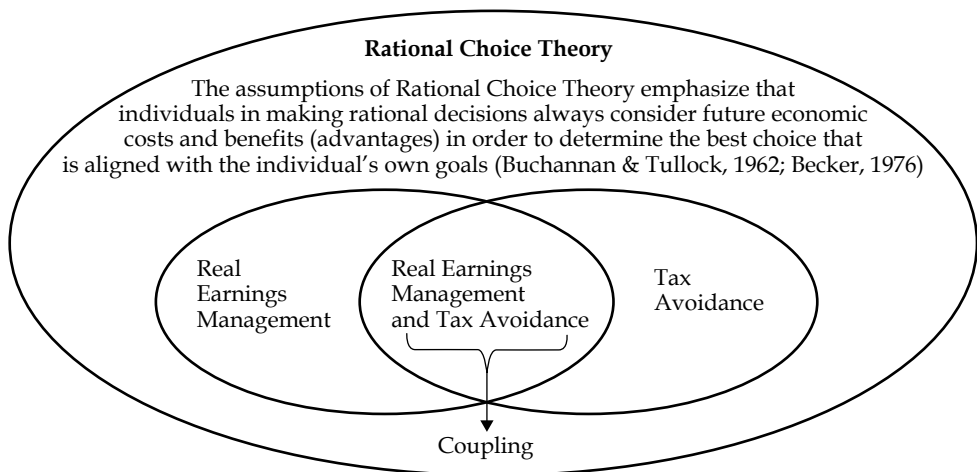 Rational Choice Theory
The assumptions of Rational Choice Theory emphasize that
individuals in making rational decisions always consider future economic
costs and benefits (advantages) in order to determine the best choice that
is aligned with the individual's own goals (Buchannan & Tullock, 1962; Becker, 1976)
Real
Earnings
Management
Real Earnings
Management
and Tax Avoidance
Tax
Avoidance
Coupling